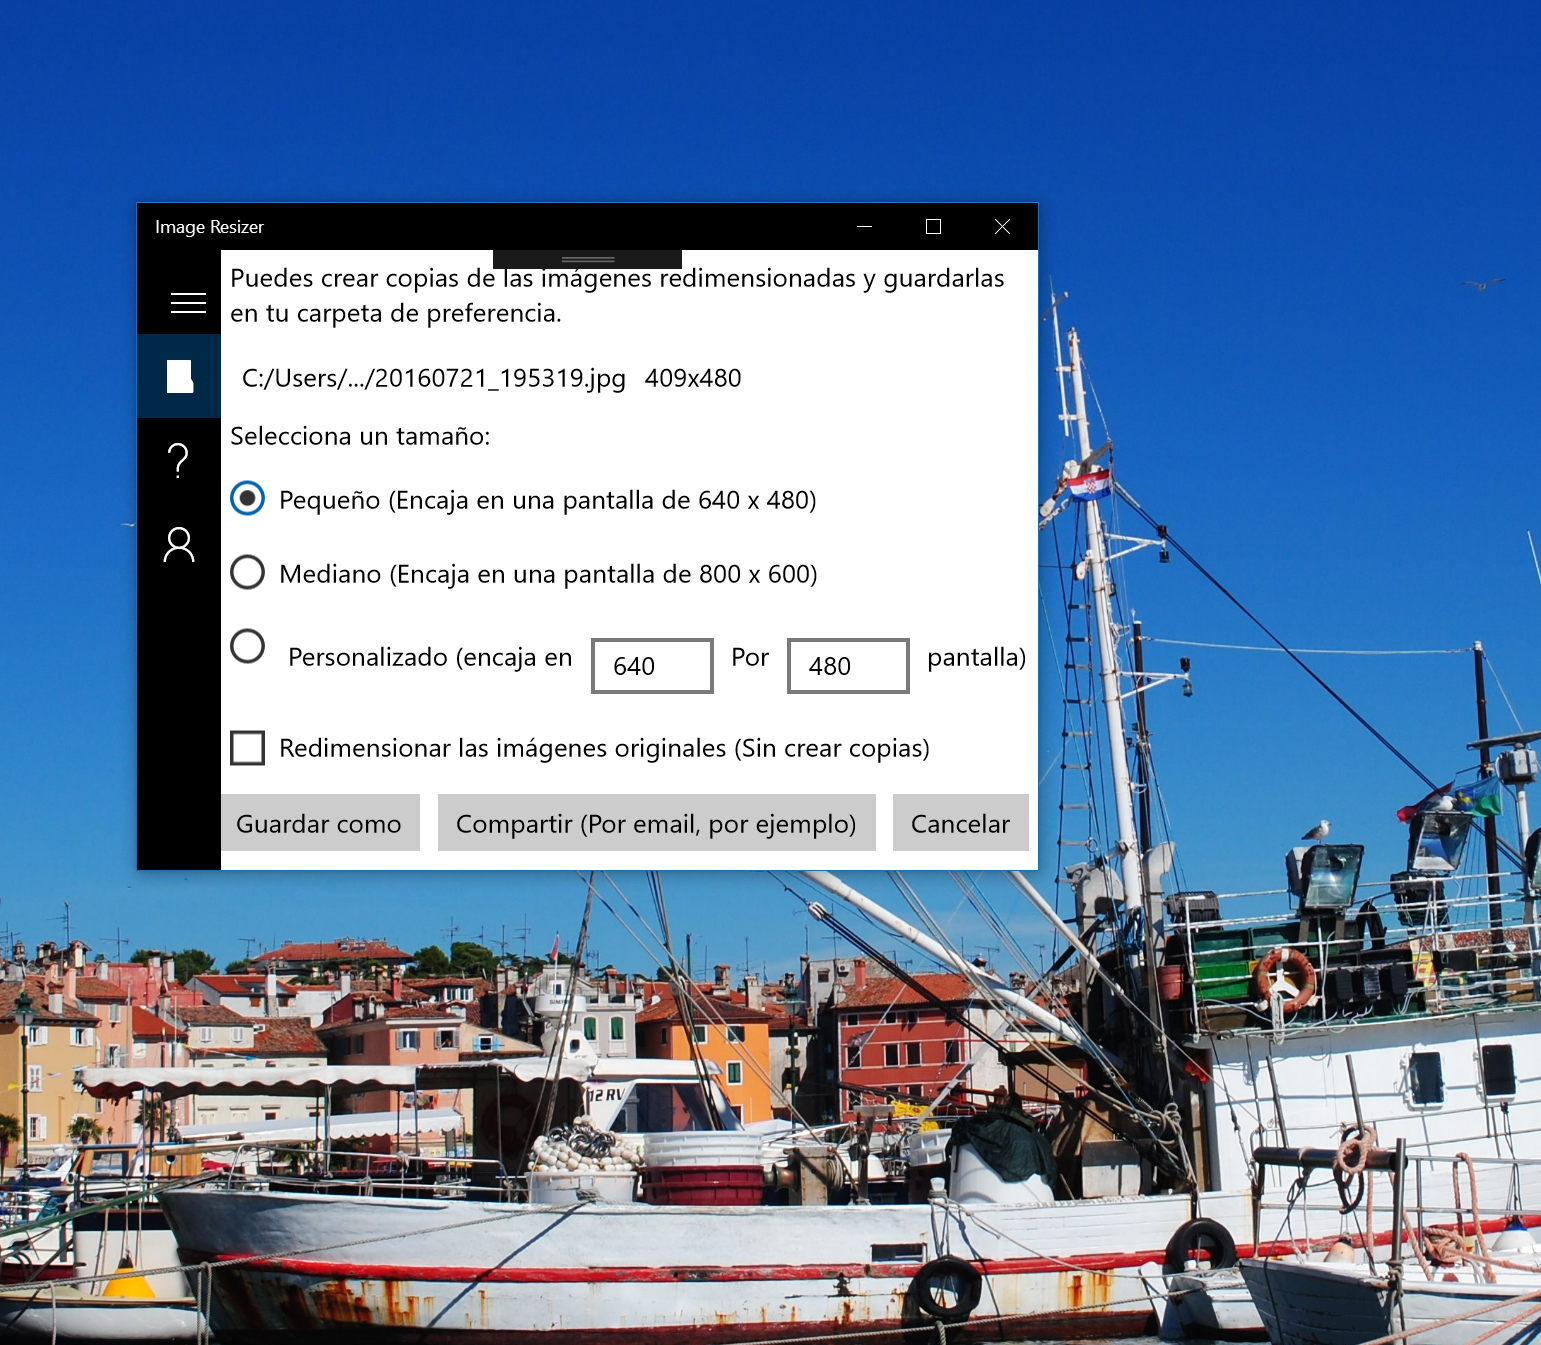 Image Resizer
Puedes crear copias de las imágenes redimensionadas y guardarlas
en tu carpeta de preferencia.
C:/Users/.../20160721_195319.jpg 409x480
Selecciona un tamaño:
Pequeño (Encaja en una pantalla de 640 x 480)
Mediano (Encaja en una pantalla de 800 x 600)
Personalizado (encaja en 640 Por 480 pantalla)
Redimensionar las imágenes originales (Sin crear copias)
Guardar como Compartir (Por email, por ejemplo) Cancelar
12 RV